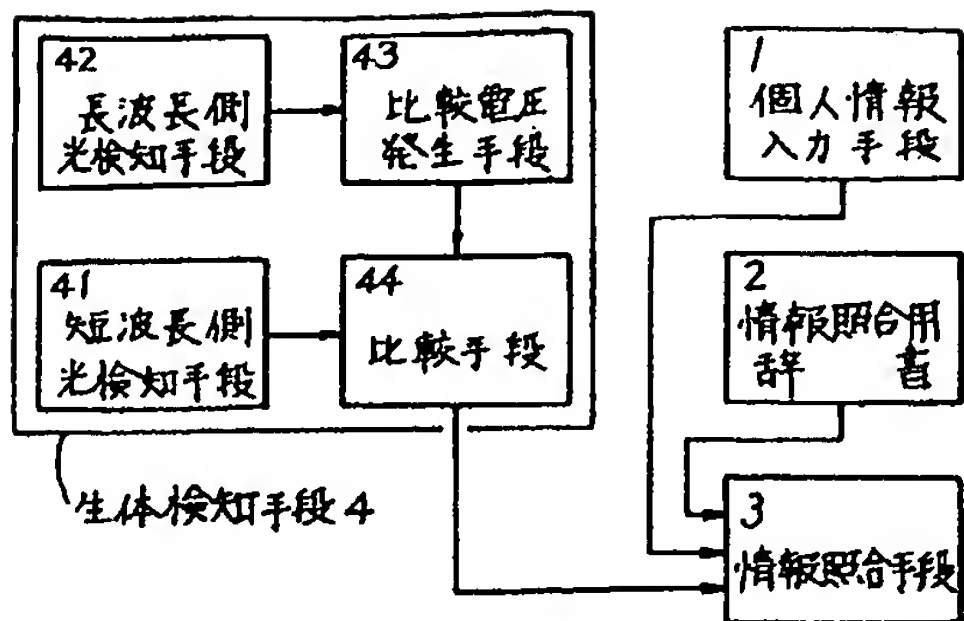 42
長波長側
光検知手段
43
比較電圧
発生手段
41
短波長側
光検知手段
44
比較手段
生体検知手段4
1
個人情報
入力手段
2
情報照合用
辞書
3
情報照合手段